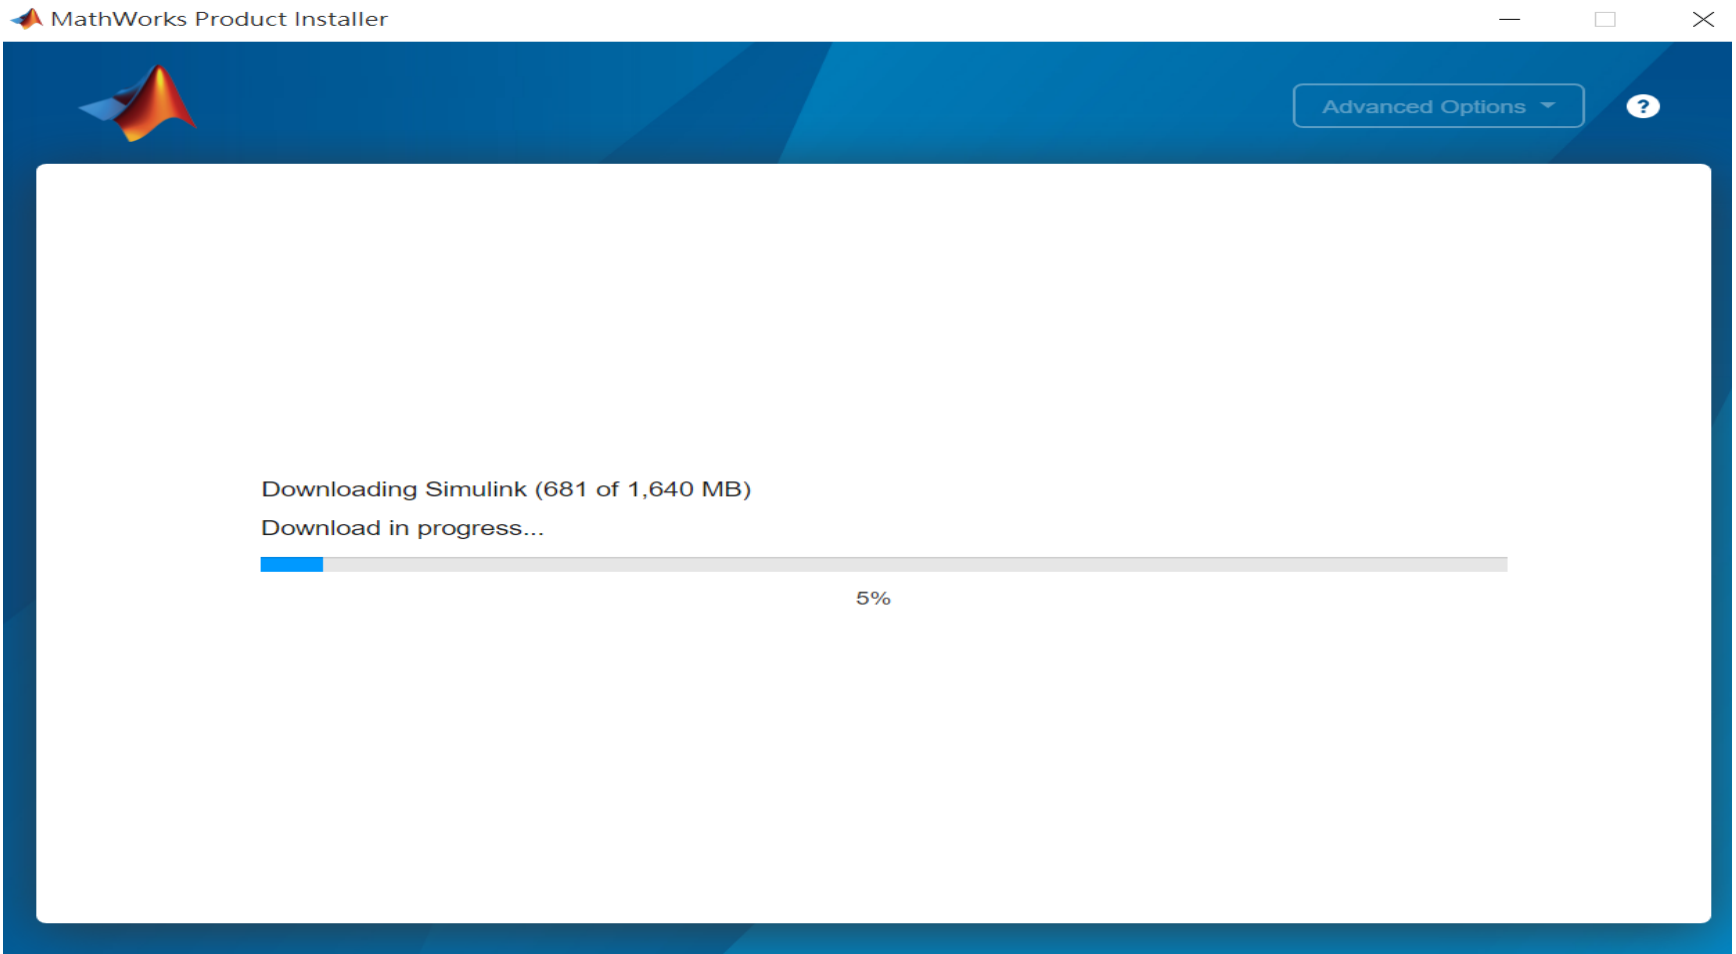 MathWorks Product Installer
Advanced Options
?
Downloading Simulink (681 of 1,640 MB)
Download in progress...
5%